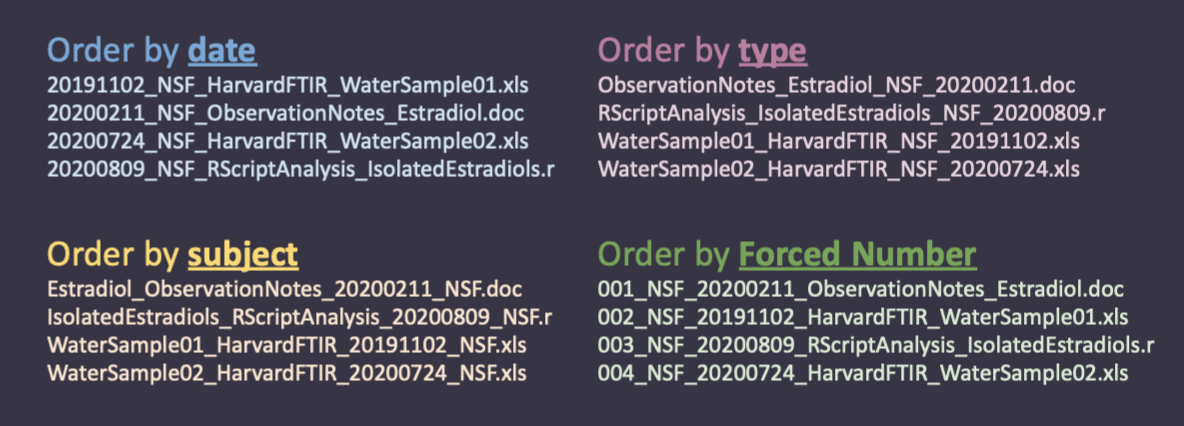 Order by date
20191102_NSF_HarvardFTIR_WaterSample01.xls
20200211_NSF_ObservationNotes_Estradiol.doc
20200724_NSF_HarvardFTIR_WaterSample02.xls
20200809_NSF_RScriptAnalysis_IsolatedEstradiols.r
Order by type
ObservationNotes_Estradiol_NSF_20200211.doc
RScriptAnalysis_IsolatedEstradiols_NSF_20200809.r
WaterSample01_HarvardFTIR_NSF_20191102.xls
WaterSample02_HarvardFTIR_NSF_20200724.xls
Order by subject
Estradiol_ObservationNotes_20200211_NSF.doc
IsolatedEstradiols_RScriptAnalysis_20200809_NSF.r
WaterSample01_HarvardFTIR_20191102_NSF.xls
WaterSample02_HarvardFTIR_20200724_NSF.xls
Order by Forced Number
001_NSF_20200211_ObservationNotes_Estradiol.doc
002_NSF_20191102_HarvardFTIR_WaterSample01.xls
003_NSF_20200809_RScriptAnalysis_IsolatedEstradiols.r
004_NSF_20200724_HarvardFTIR_WaterSample02.xls